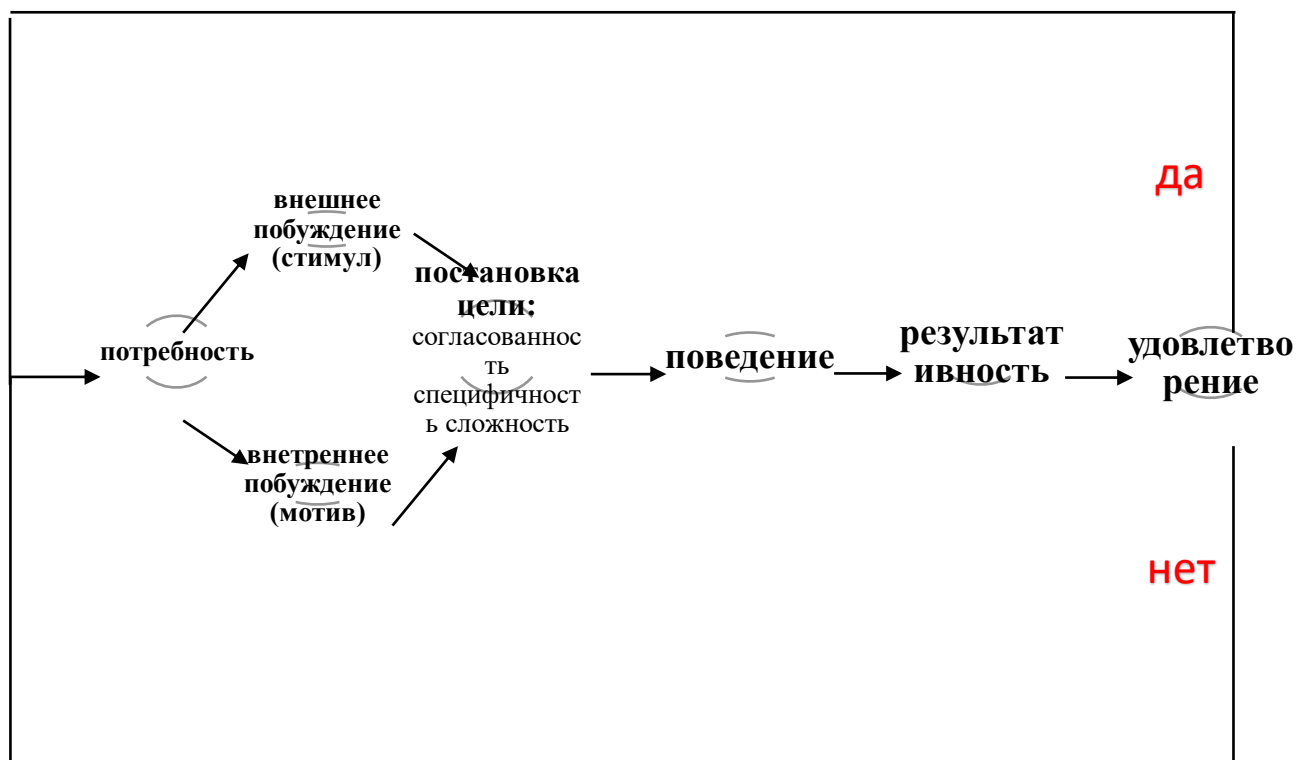 да
внешнее
побуждение
(стимул)
постановка
цели:
согласованнос
ть
специфичност
ь сложность
потребность
внетреннее
побуждение
(мотив)
поведение
результат
ивность
удовлетво
рение
нет